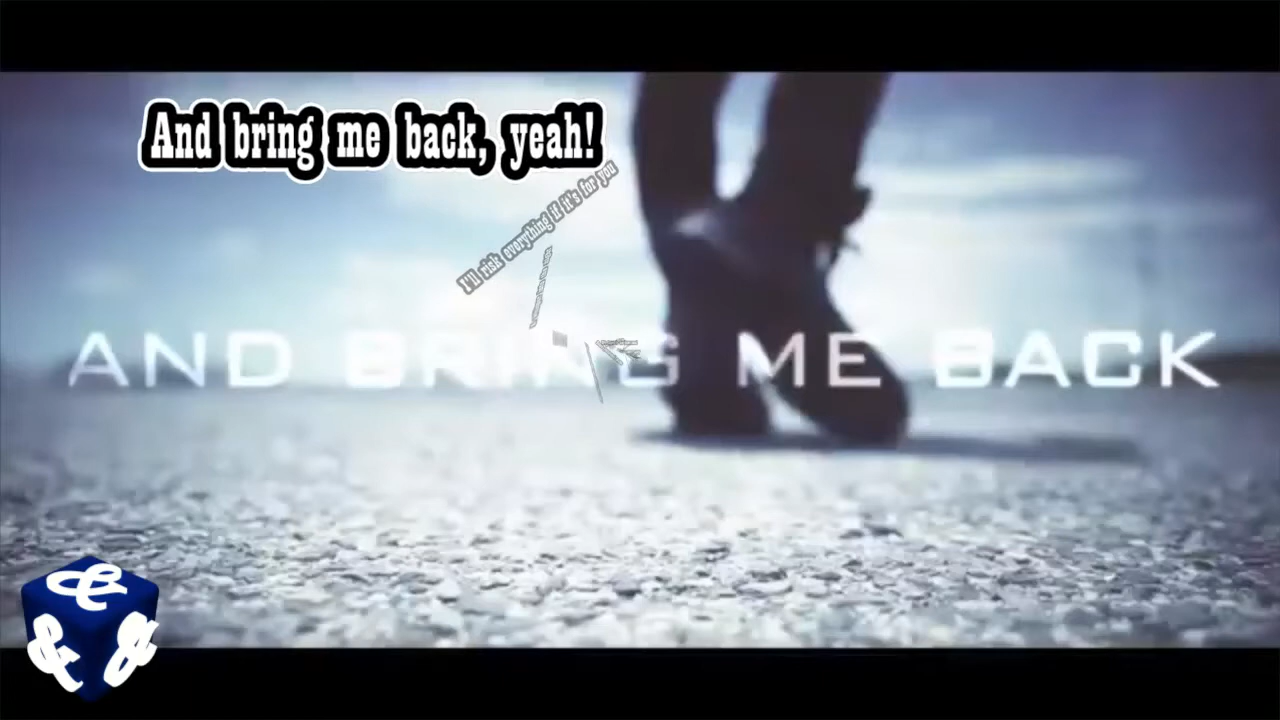 And bring me back, yeah!
I'll risk everything if it's for you
AND BRING ME BACK
&
& &